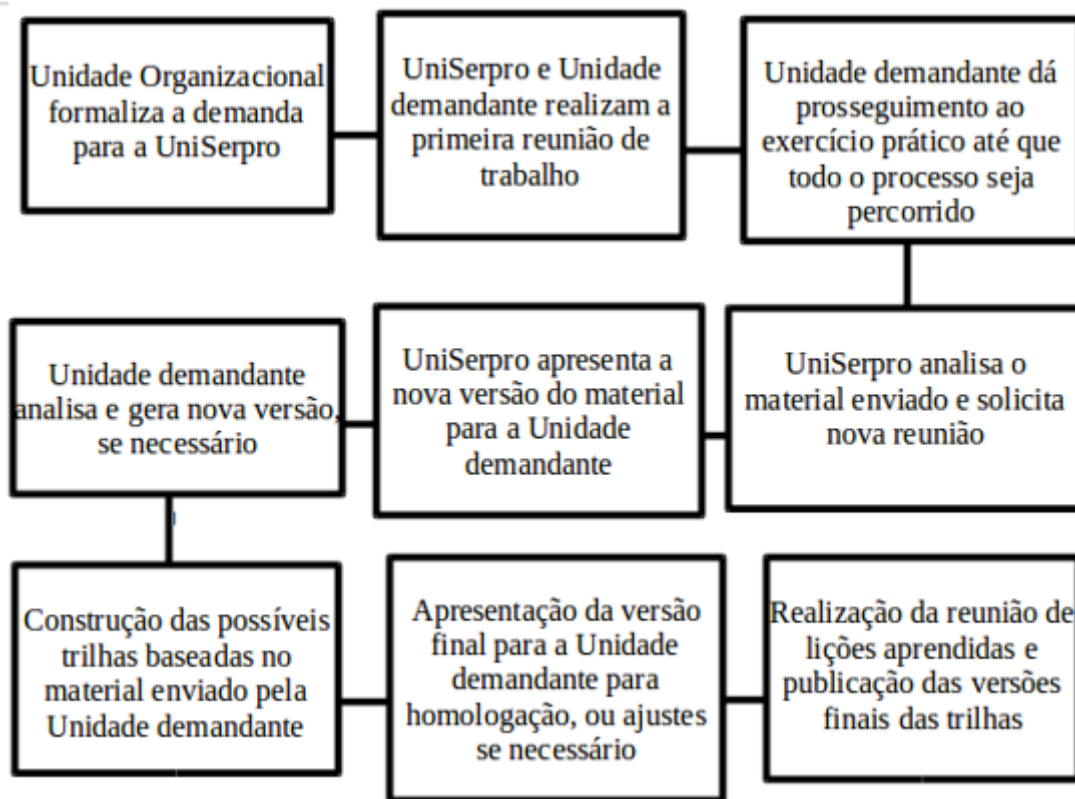 Unidade Organizacional
formaliza a demanda
para a UniSerpro
UniSerpro e Unidade
demandante realizam a
primeira reunião de
trabalho
Unidade demandante dá
prosseguimento ao
exercício prático até que
todo o processo seja
percorrido
UniSerpro analisa o
material enviado e solicita
nova reunião
UniSerpro apresenta a
nova versão do material
para a Unidade
demandante
Unidade demandante
analisa e gera nova versão,
se necessário
Construção das possíveis
trilhas baseadas no
material enviado pela
Unidade demandante
Apresentação da versão
final para a Unidade
demandante para
homologação, ou ajustes
se necessário
Realização da reunião de
lições aprendidas e
publicação das versões
finais das trilhas